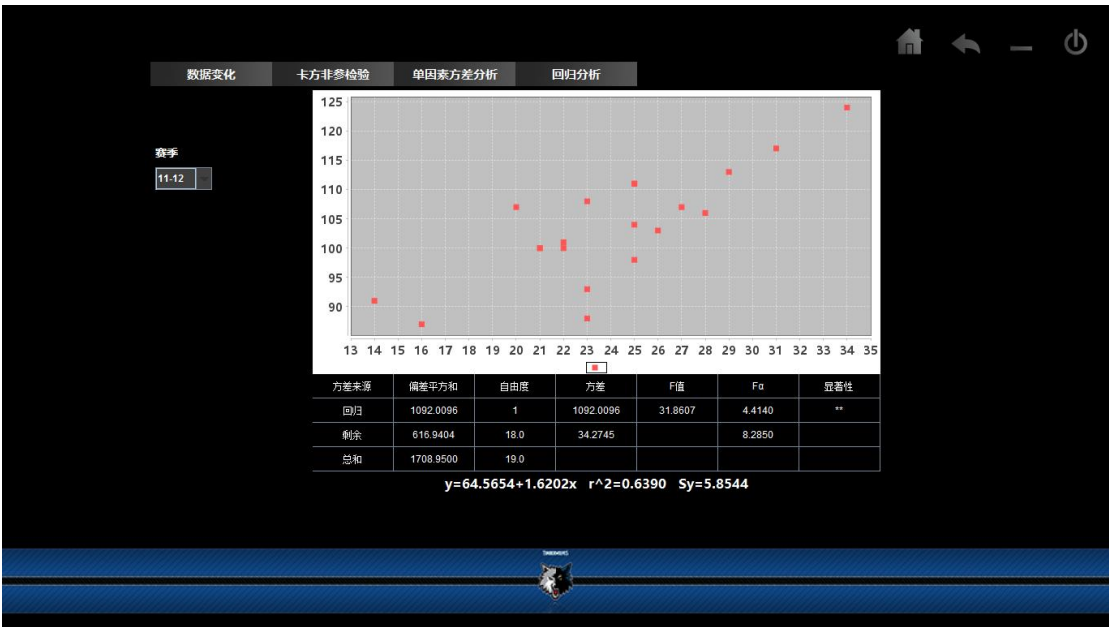 数据变化 卡方非参检验 单因素方差分析 回归分析
赛季
11-12
125
120
115
110
105
100
95
90
13 14 15 16 17 18 19 20 21 22 23 24 25 26 27 28 29 30 31 32 33 34 35
方差来源 偏差平方和 自由度 方差 F值 Fα 显著性
回归 1092.0096 1 1092.0096 31.8607 4.4140 **
剩余 616.9404 18.0 34.2745 8.2850
总和 1708.9500 19.0
y=64.5654+1.6202x r^2=0.6390 Sy=5.8544